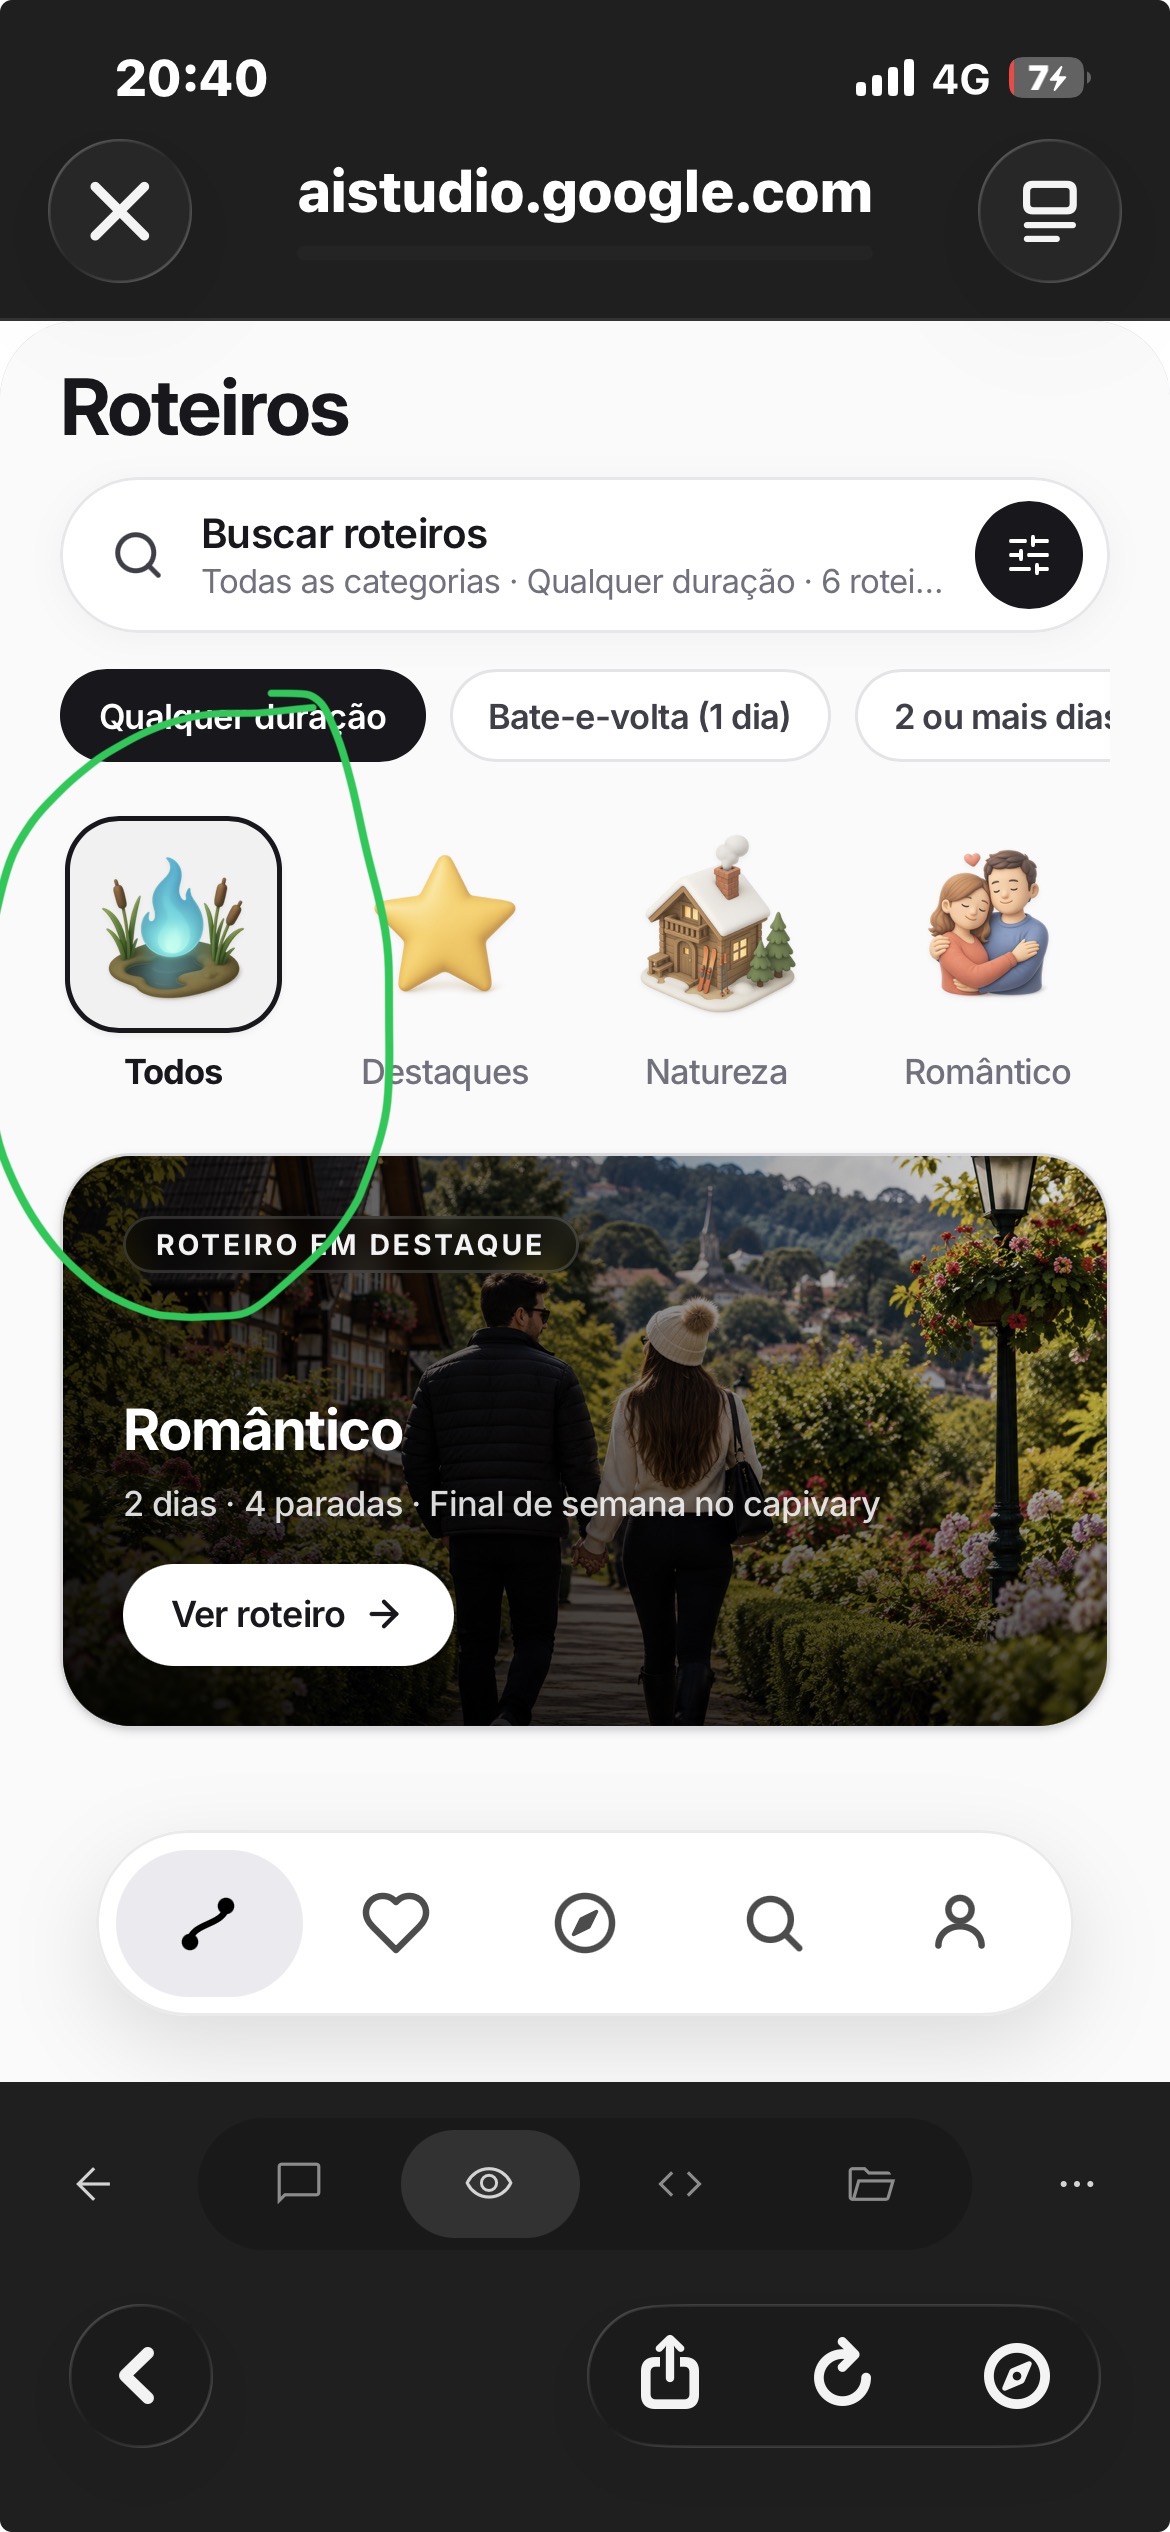 20:40
4G
7
aistudio.google.com
Roteiros
Buscar roteiros
Todas as categorias · Qualquer duração · 6 rotei...
Qualquer duração
Bate-e-volta (1 dia)
2 ou mais dias
Todos
Destaques
Natureza
Romântico
ROTEIRO EM DESTAQUE
Romântico
2 dias · 4 paradas · Final de semana no capivary
Ver roteiro